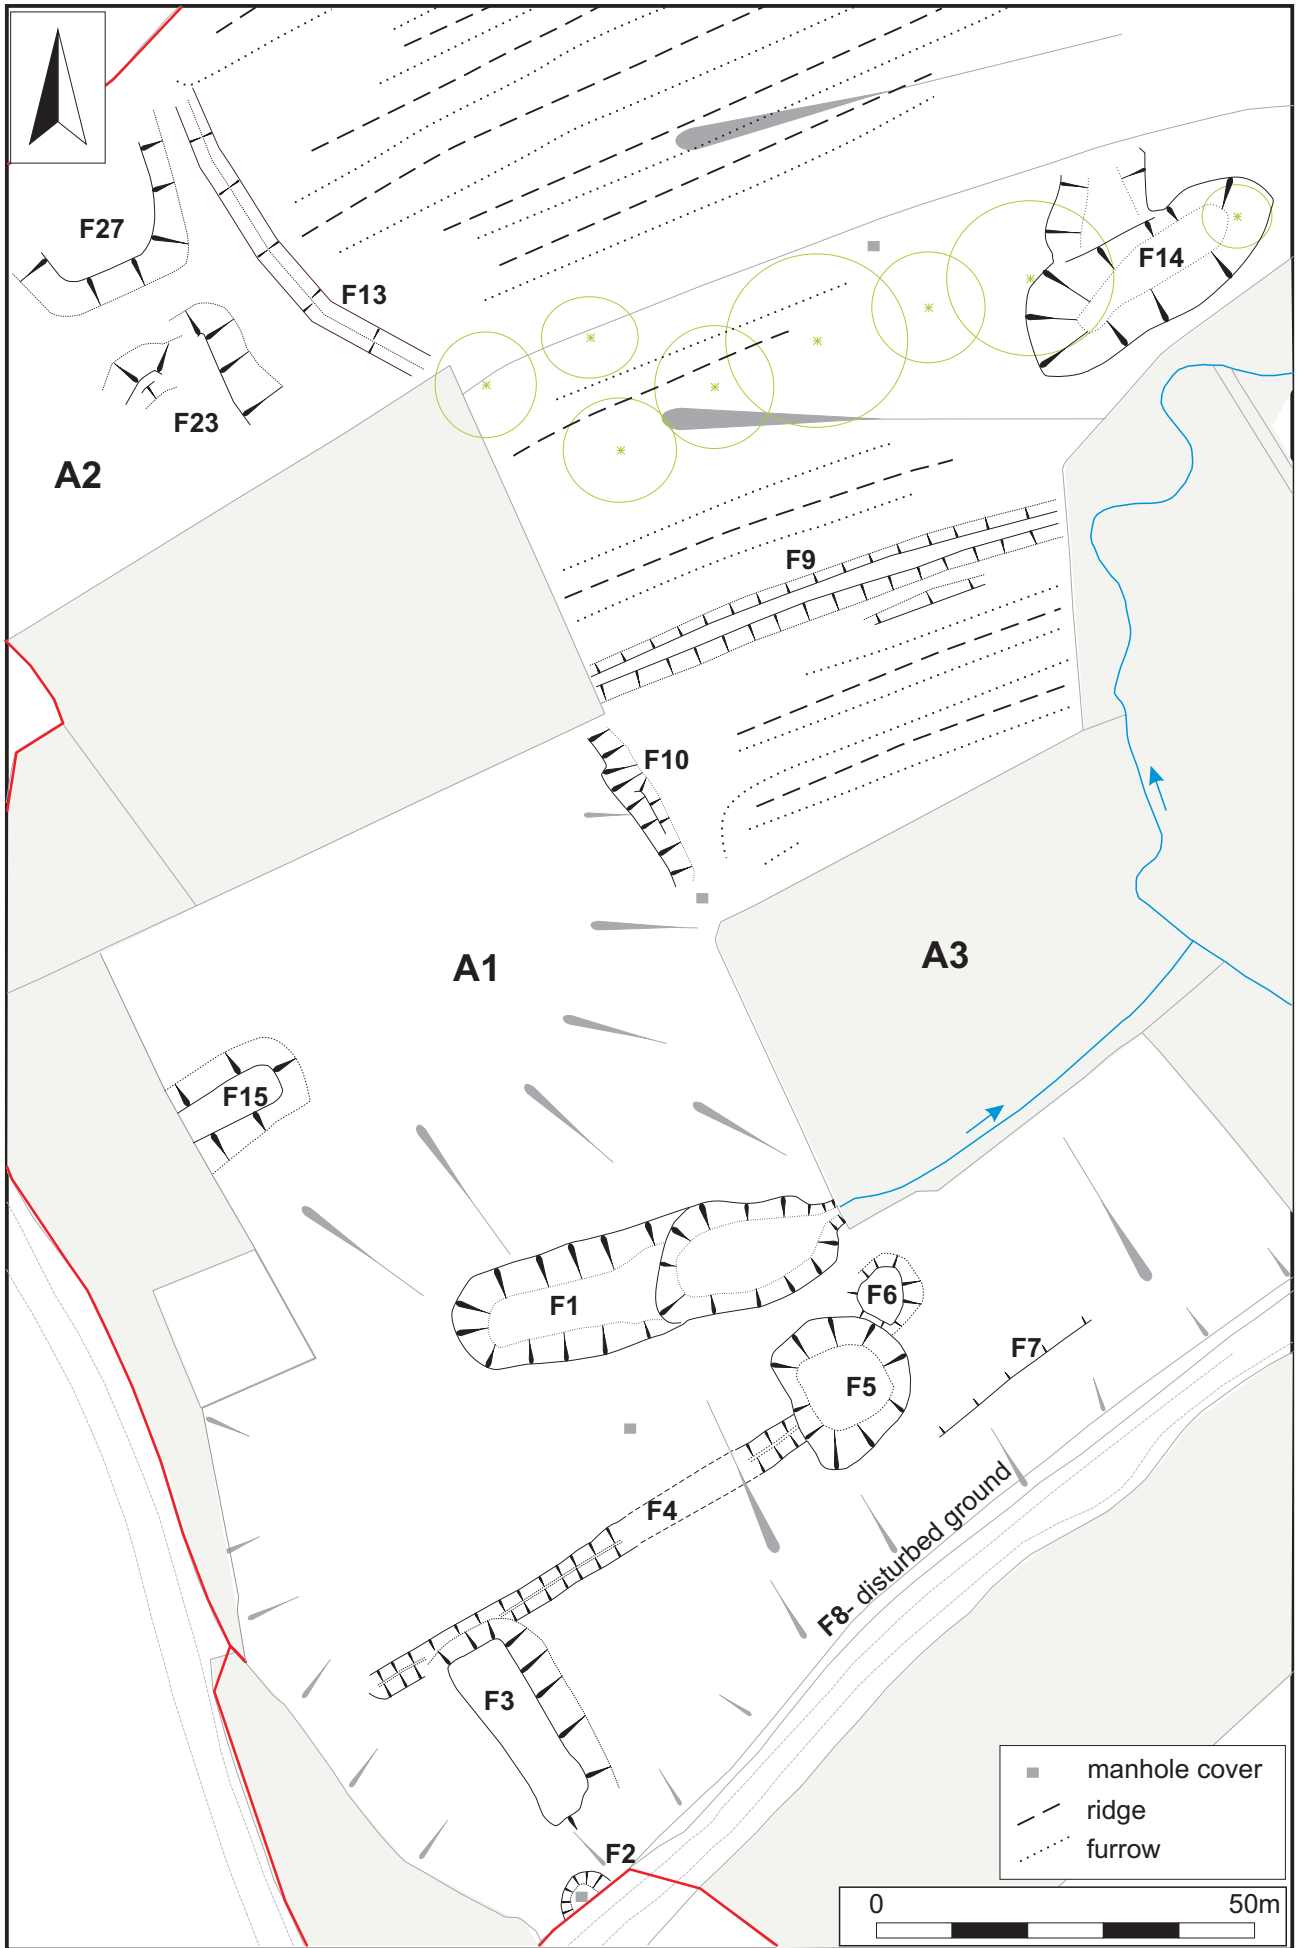 F27
F14
F13
F23
A2
F9
F10
A1
A3
F15
F6
F1
F7
F5
F4
F8- disturbed ground
F3
F2
manhole cover
ridge
furrow
0 50m